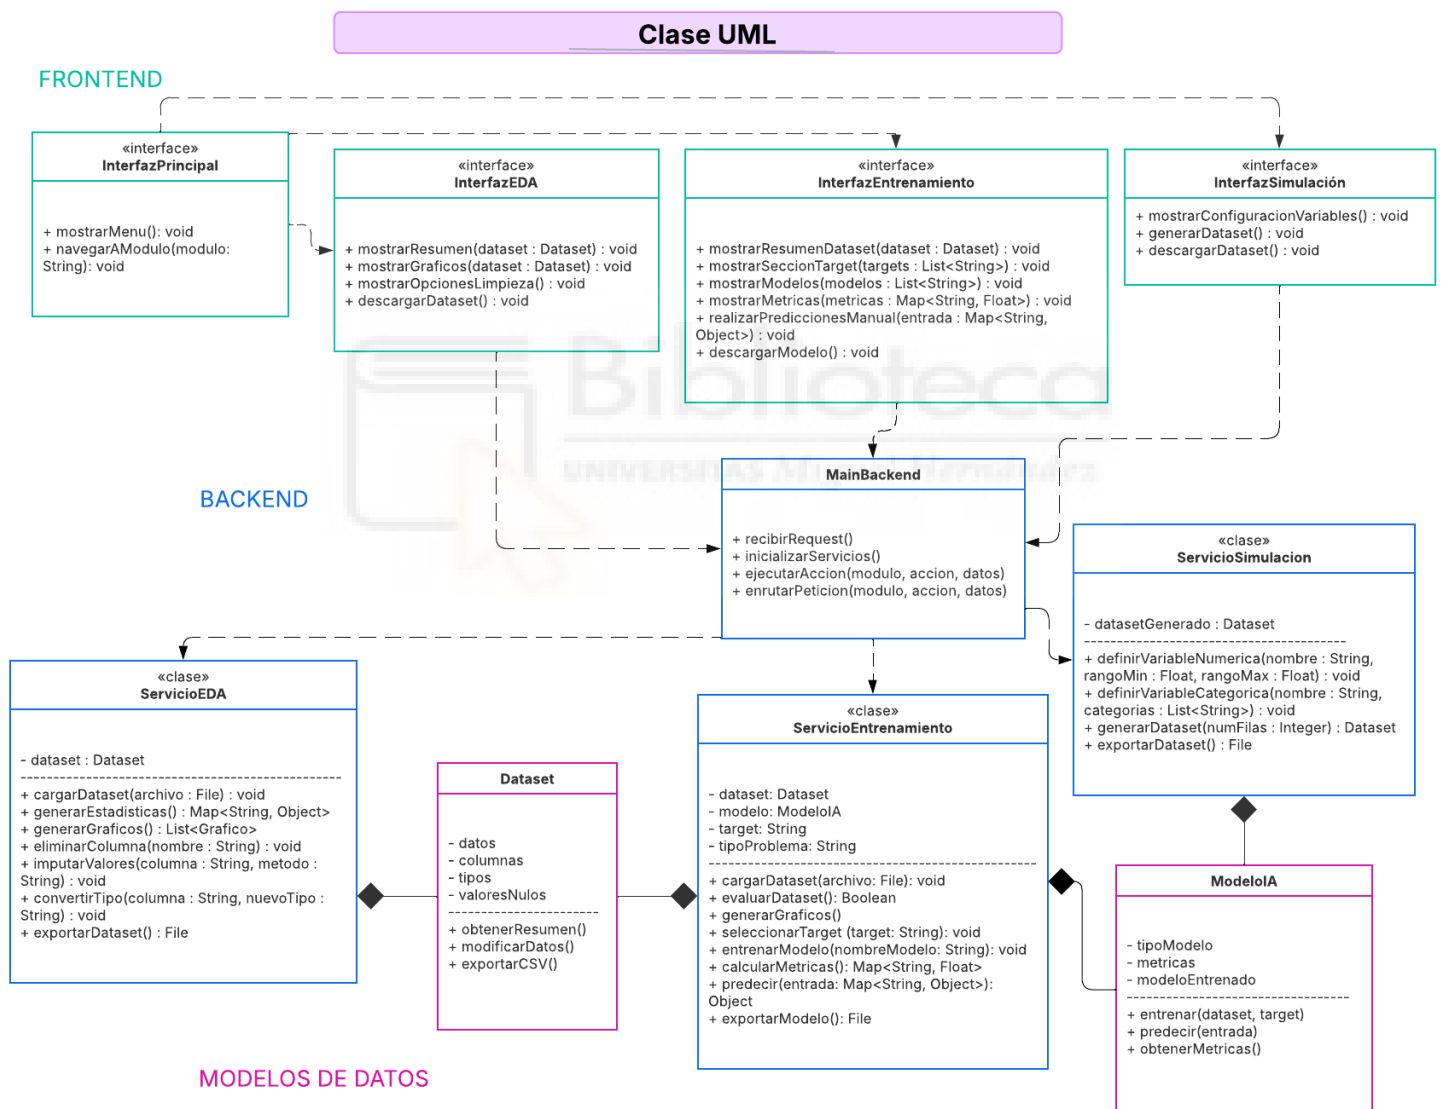 Clase UML
FRONTEND
«interface»
InterfazPrincipal
+ mostrarMenu(): void
+ navegarAModulo(modulo:
String): void
«interface»
InterfazEDA
+ mostrarResumen(dataset : Dataset) : void
+ mostrarGraficos(dataset : Dataset) : void
+ mostrarOpcionesLimpieza() : void
+ descargarDataset() : void
«interface»
InterfazEntrenamiento
+ mostrarResumenDataset(dataset : Dataset) : void
+ mostrarSeccionTarget(targets : List<String>) : void
+ mostrarModelos(modelos : List<String>) : void
+ mostrarMetricas(metricas : Map<String, Float>) : void
+ realizarPrediccionesManual(entrada : Map<String,
Object>) : void
+ descargarModelo() : void
«interface»
InterfazSimulación
+ mostrarConfiguracionVariables() : void
+ generarDataset() : void
+ descargarDataset() : void
Biblioteca
UNIVERSITAS Miguel Hernández
BACKEND
MainBackend
+ recibirRequest()
+ inicializarServicios()
+ ejecutarAccion(modulo, accion, datos)
+ enrutarPeticion(modulo, accion, datos)
«clase»
ServicioSimulacion
- datasetGenerado : Dataset
+ definirVariableNumerica(nombre : String,
rangoMin : Float, rangoMax : Float) : void
+ definirVariableCategorica(nombre : String,
categorias : List<String>) : void
+ generarDataset(numFilas : Integer) : Dataset
+ exportarDataset() : File
«clase»
ServicioEDA
- dataset : Dataset
+ cargarDataset(archivo : File) : void
+ generarEstadisticas() : Map<String, Object>
+ generarGraficos() : List<Grafico>
+ eliminarColumna(nombre : String) : void
+ imputarValores(columna : String, metodo :
String) : void
+ convertirTipo(columna : String, nuevoTipo :
String) : void
+ exportarDataset() : File
Dataset
- datos
- columnas
- tipos
- valoresNulos
+ obtenerResumen()
+ modificarDatos()
+ exportarCSV()
«clase»
ServicioEntrenamiento
- dataset: Dataset
- modelo: ModeloIA
- target: String
- tipoProblema: String
+ cargarDataset(archivo: File): void
+ evaluarDataset(): Boolean
+ generarGraficos()
+ seleccionarTarget (target: String): void
+ entrenarModelo(nombreModelo: String): void
+ calcularMetricas(): Map<String, Float>
+ predecir(entrada: Map<String, Object>):
Object
+ exportarModelo(): File
ModeloIA
- tipoModelo
- metricas
- modeloEntrenado
+ entrenar(dataset, target)
+ predecir(entrada)
+ obtenerMetricas()
MODELOS DE DATOS